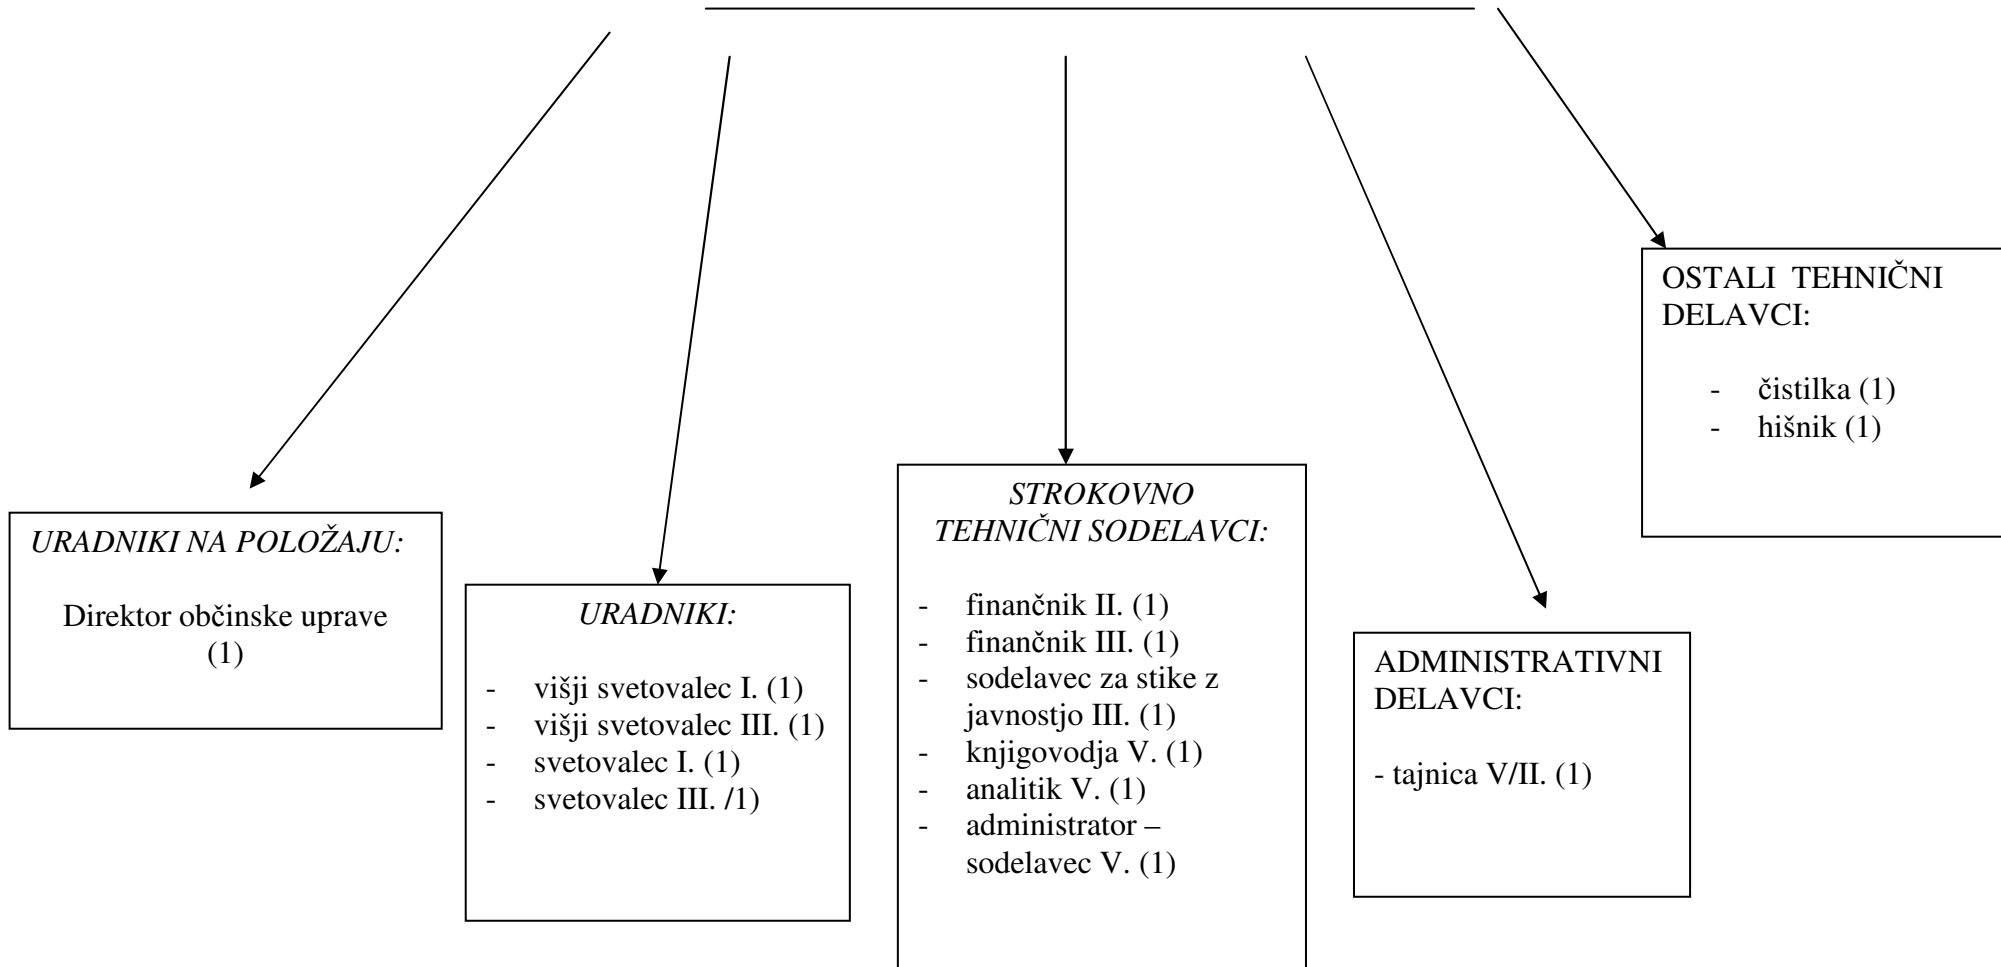 URADNIKI NA POLOŽAJU:
Direktor občinske uprave
(1)
URADNIKI:
- višji svetovalec I. (1)
- višji svetovalec III. (1)
- svetovalec I. (1)
- svetovalec III. /1)
STROKOVNO
TEHNIČNI SODELAVCI:
- finančnik II. (1)
- finančnik III. (1)
- sodelavec za stike z
javnostjo III. (1)
- knjigovodja V. (1)
- analitik V. (1)
- administrator –
sodelavec V. (1)
ADMINISTRATIVNI
DELAVCI:
- tajnica V/II. (1)
OSTALI TEHNIČNI
DELAVCI:
- čistilka (1)
- hišnik (1)